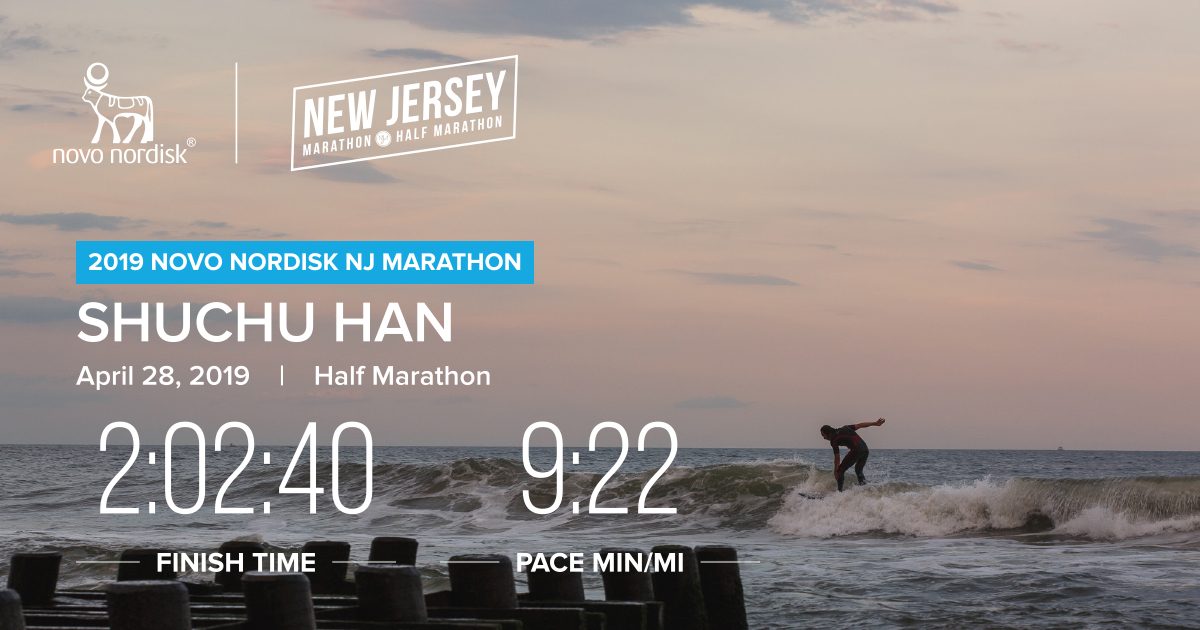 novo nordisk®
NEW JERSEY
MARATHON HALF MARATHON
2019 NOVO NORDISK NJ MARATHON
SHUCHU HAN
April 28, 2019 | Half Marathon
2:02:40 9:22
FINISH TIME PACE MIN/MI